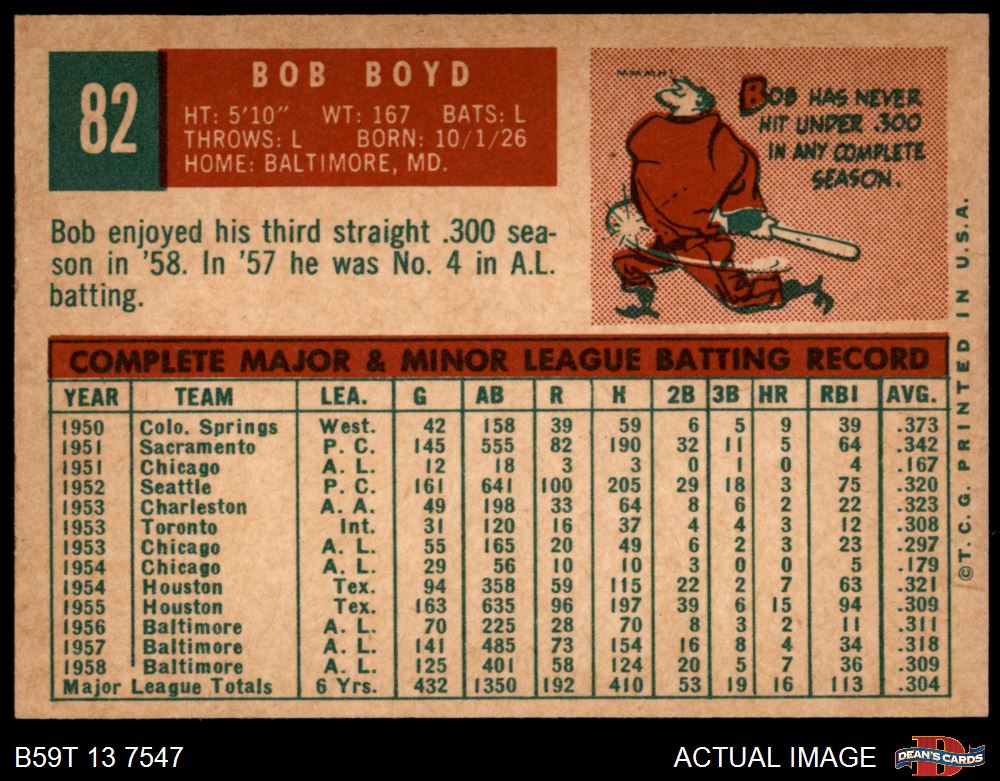 82
BOB BOYD
HT: 5'10" WT: 167 BATS: L
THROWS: L BORN: 10/1/26
HOME: BALTIMORE, MD.
MMMH!
BOB HAS NEVER
HIT UNDER .300
IN ANY COMPLETE
SEASON.
Bob enjoyed his third straight .300 sea-
son in '58. In '57 he was No. 4 in A.L.
batting.
COMPLETE MAJOR & MINOR LEAGUE BATTING RECORD
YEAR TEAM LEA. G AB R H 2B 3B HR RBI AVG.
1950 Colo. Springs West. 42 158 39 59 6 5 9 39 .373
1951 Sacramento P. C. 145 555 82 190 32 11 5 64 .342
1951 Chicago A. L. 12 18 3 3 0 1 0 4 .167
1952 Seattle P. C. 161 641 100 205 29 18 3 75 .320
1953 Charleston A. A. 49 198 33 64 8 6 2 22 .323
1953 Toronto Int. 31 120 16 37 4 4 3 12 .308
1953 Chicago A. L. 55 165 20 49 6 2 3 23 .297
1954 Chicago A. L. 29 56 10 10 3 0 0 5 .179
1954 Houston Tex. 94 358 59 115 22 2 7 63 .321
1955 Houston Tex. 163 635 96 197 39 6 15 94 .309
1956 Baltimore A. L. 70 225 28 70 8 3 2 11 .311
1957 Baltimore A. L. 141 485 73 154 16 8 4 34 .318
1958 Baltimore A. L. 125 401 58 124 20 5 7 36 .309
Major League Totals 6 Yrs. 432 1350 192 410 53 19 16 113 .304
©T.C.G. PRINTED IN U.S.A.
B59T 13 7547
ACTUAL IMAGE
D
DEAN'S CARDS